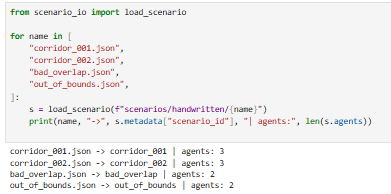 from scenario_io import load_scenario
for name in [
    "corridor_001.json",
    "corridor_002.json",
    "bad_overlap.json",
    "out_of_bounds.json",
]:
    s = load_scenario(f"scenarios/handwritten/{name}")
    print(name, "->", s.metadata["scenario_id"], "| agents:", len(s.agents))
corridor_001.json -> corridor_001 | agents: 3
corridor_002.json -> corridor_002 | agents: 3
bad_overlap.json -> bad_overlap | agents: 2
out_of_bounds.json -> out_of_bounds | agents: 2